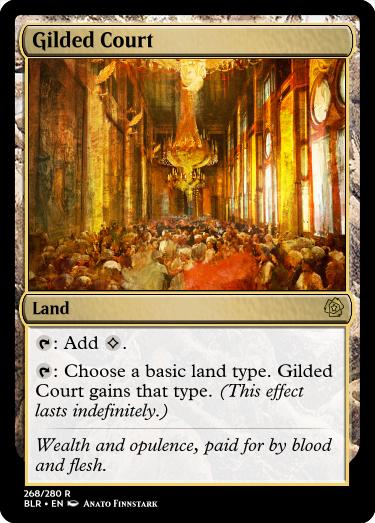 Gilded Court
Land
: Add .
: Choose a basic land type. Gilded
Court gains that type. (This effect
lasts indefinitely.)
Wealth and opulence, paid for by blood
and flesh.
268/280 R
BLR • EN Anato Finnstark